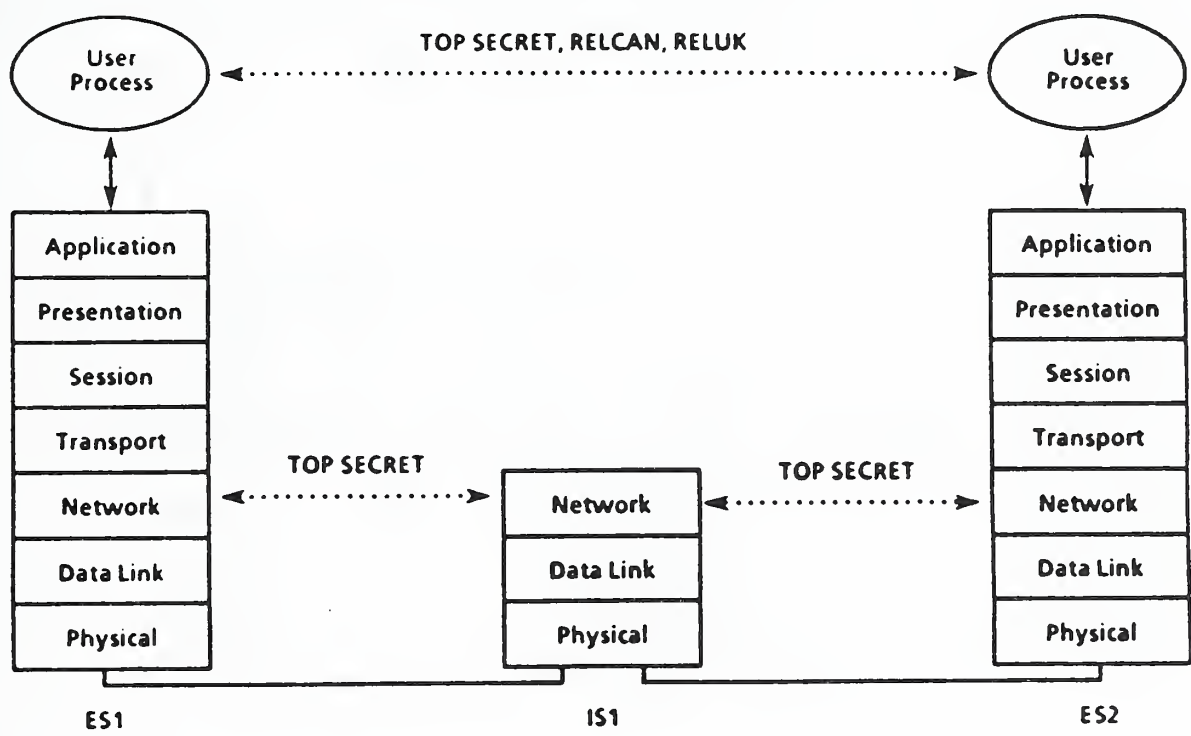 TOP SECRET, RELCAN, RELUK
User
Process
User
Process
Application
Presentation
Session
Transport
Network
Data Link
Physical
TOP SECRET
Network
Data Link
Physical
TOP SECRET
Application
Presentation
Session
Transport
Network
Data Link
Physical
ES1
IS1
ES2